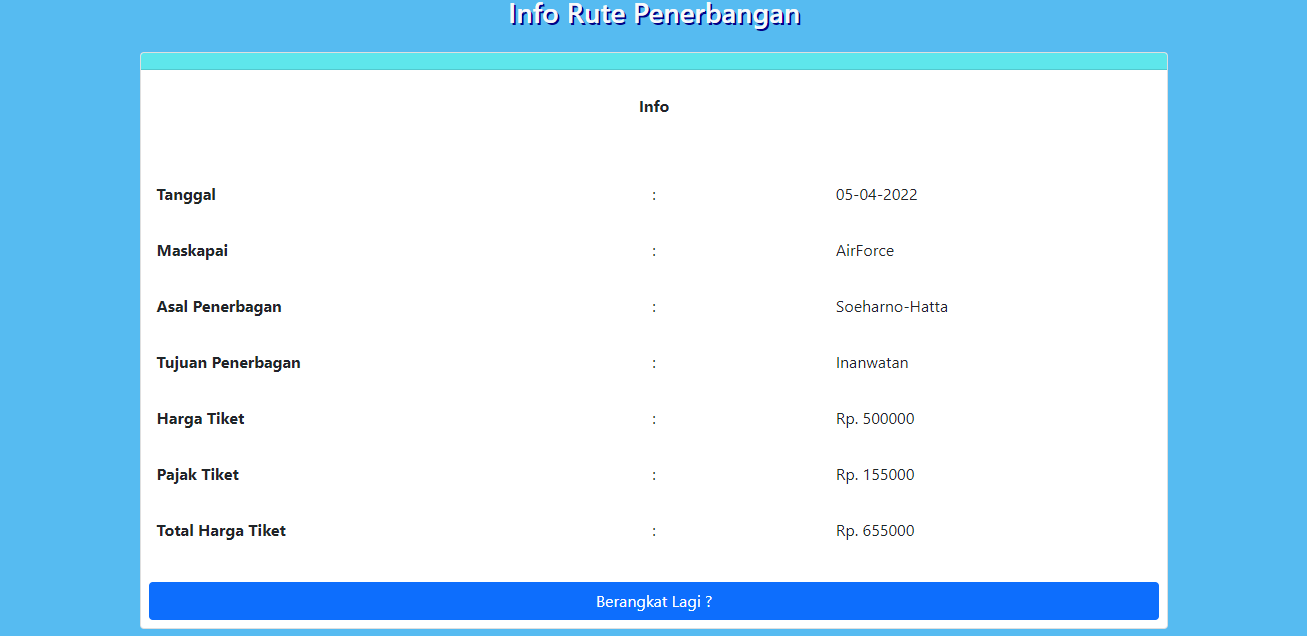 Info Rute Penerbangan
Info
Tanggal : 05-04-2022
Maskapai : AirForce
Asal Penerbagan : Soeharno-Hatta
Tujuan Penerbagan : Inanwatan
Harga Tiket : Rp. 500000
Pajak Tiket : Rp. 155000
Total Harga Tiket : Rp. 655000
Berangkat Lagi ?